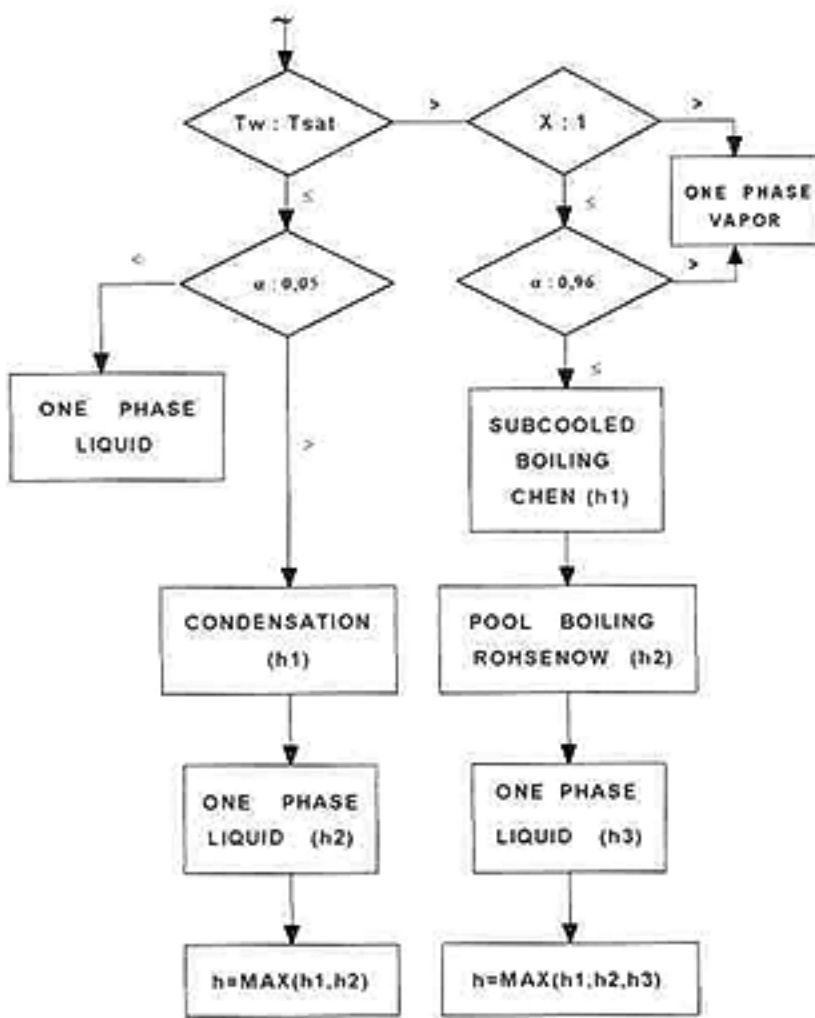 ~
Tw : Tsat
>
X : 1
>
ONE PHASE
VAPOR
≤
≤
<
α : 0,05
α : 0,96
>
≤
ONE PHASE
LIQUID
>
SUBCOOLED
BOILING
CHEN (h1)
CONDENSATION
(h1)
POOL BOILING
ROHSENOW (h2)
ONE PHASE
LIQUID (h2)
ONE PHASE
LIQUID (h3)
h=MAX(h1,h2)
h=MAX(h1,h2,h3)